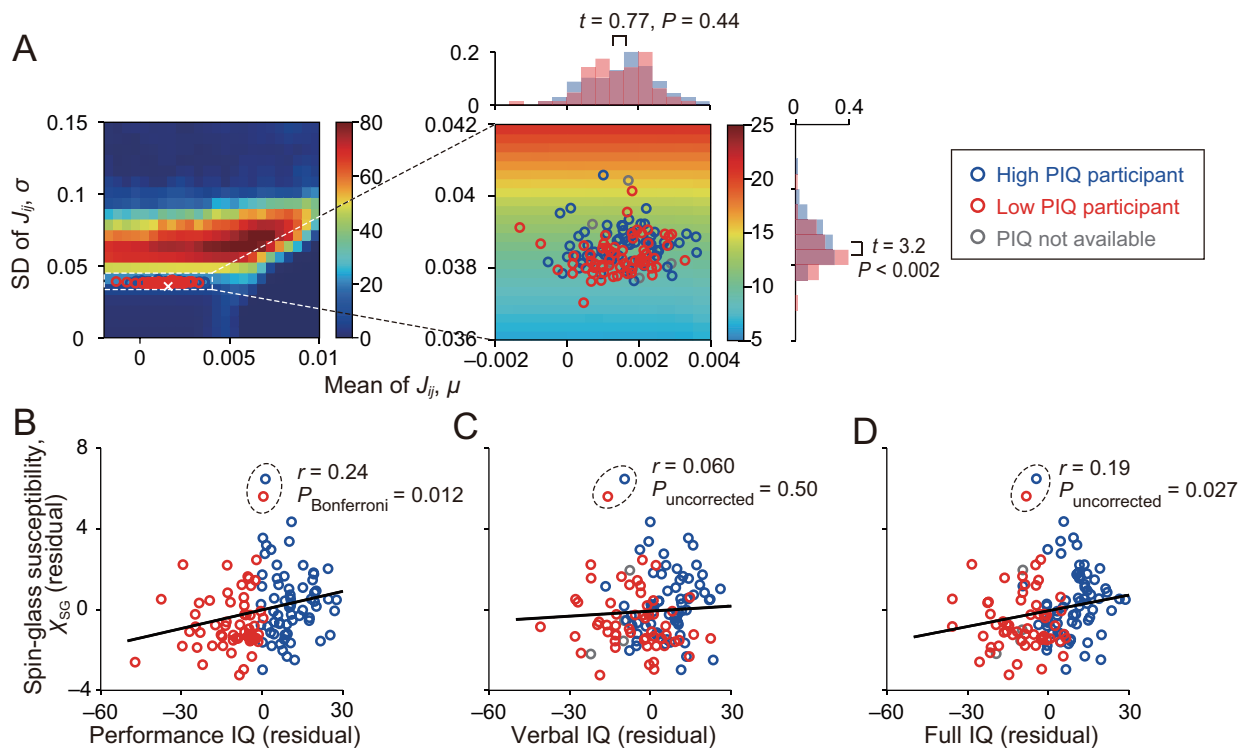 A
t = 0.77, P = 0.44
0.2
0
0 0.4
0.15
0.1
0.05
0
SD of Jij, σ
80
60
40
20
0
0 0.005 0.01
0.042
0.04
0.038
0.036
−0.002 0 0.002 0.004
25
20
15
10
5
Mean of Jij, μ
t = 3.2
P < 0.002
High PIQ participant
Low PIQ participant
PIQ not available
B
Spin-glass susceptibility,
χSG (residual)
8
4
0
−4
r = 0.24
PBonferroni = 0.012
−60 −30 0 30
Performance IQ (residual)
C
r = 0.060
Puncorrected = 0.50
−60 −30 0 30
Verbal IQ (residual)
D
r = 0.19
Puncorrected = 0.027
−60 −30 0 30
Full IQ (residual)